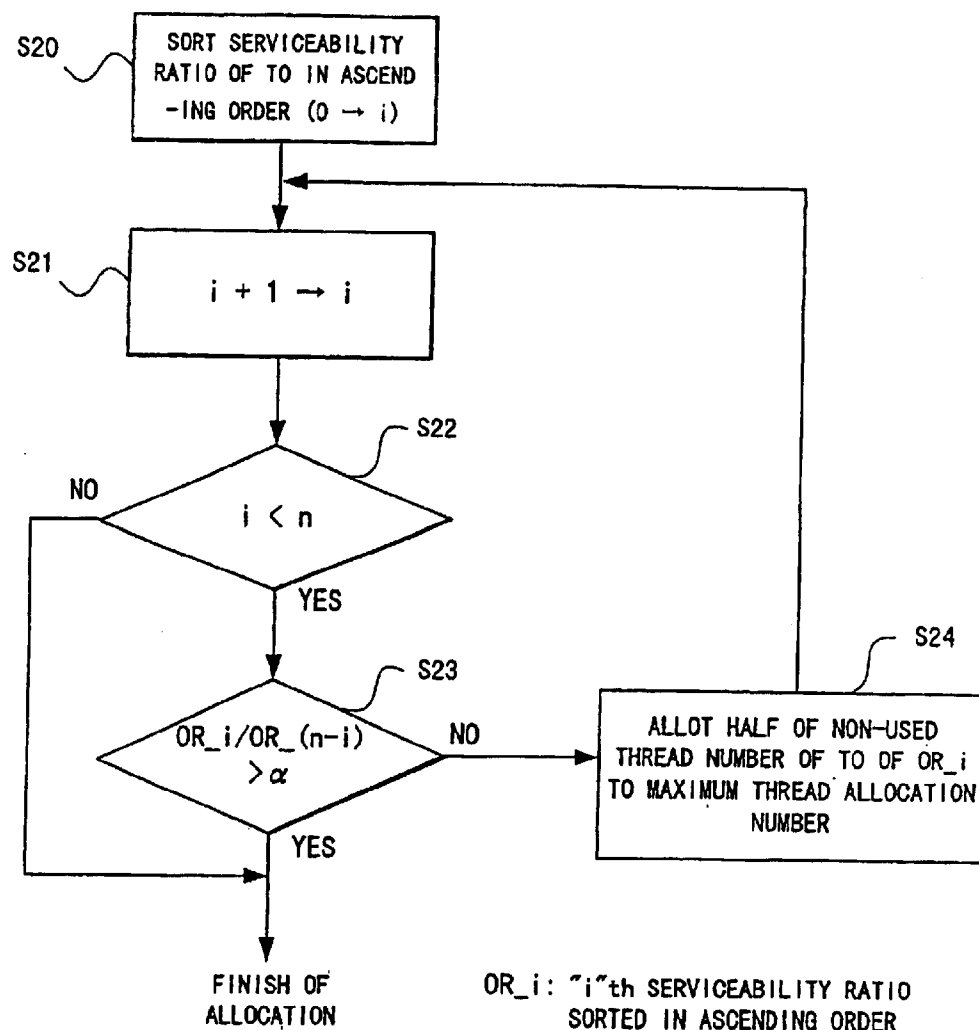 S20
SORT SERVICEABILITY
RATIO OF TO IN ASCEND
-ING ORDER (0 → i)
S21
i + 1 → i
S22
NO
i < n
YES
S23
OR_i/OR_(n-i)
> α
NO
YES
S24
ALLOT HALF OF NON-USED
THREAD NUMBER OF TO OF OR_i
TO MAXIMUM THREAD ALLOCATION
NUMBER
FINISH OF
ALLOCATION
OR_i: "i"th SERVICEABILITY RATIO
SORTED IN ASCENDING ORDER